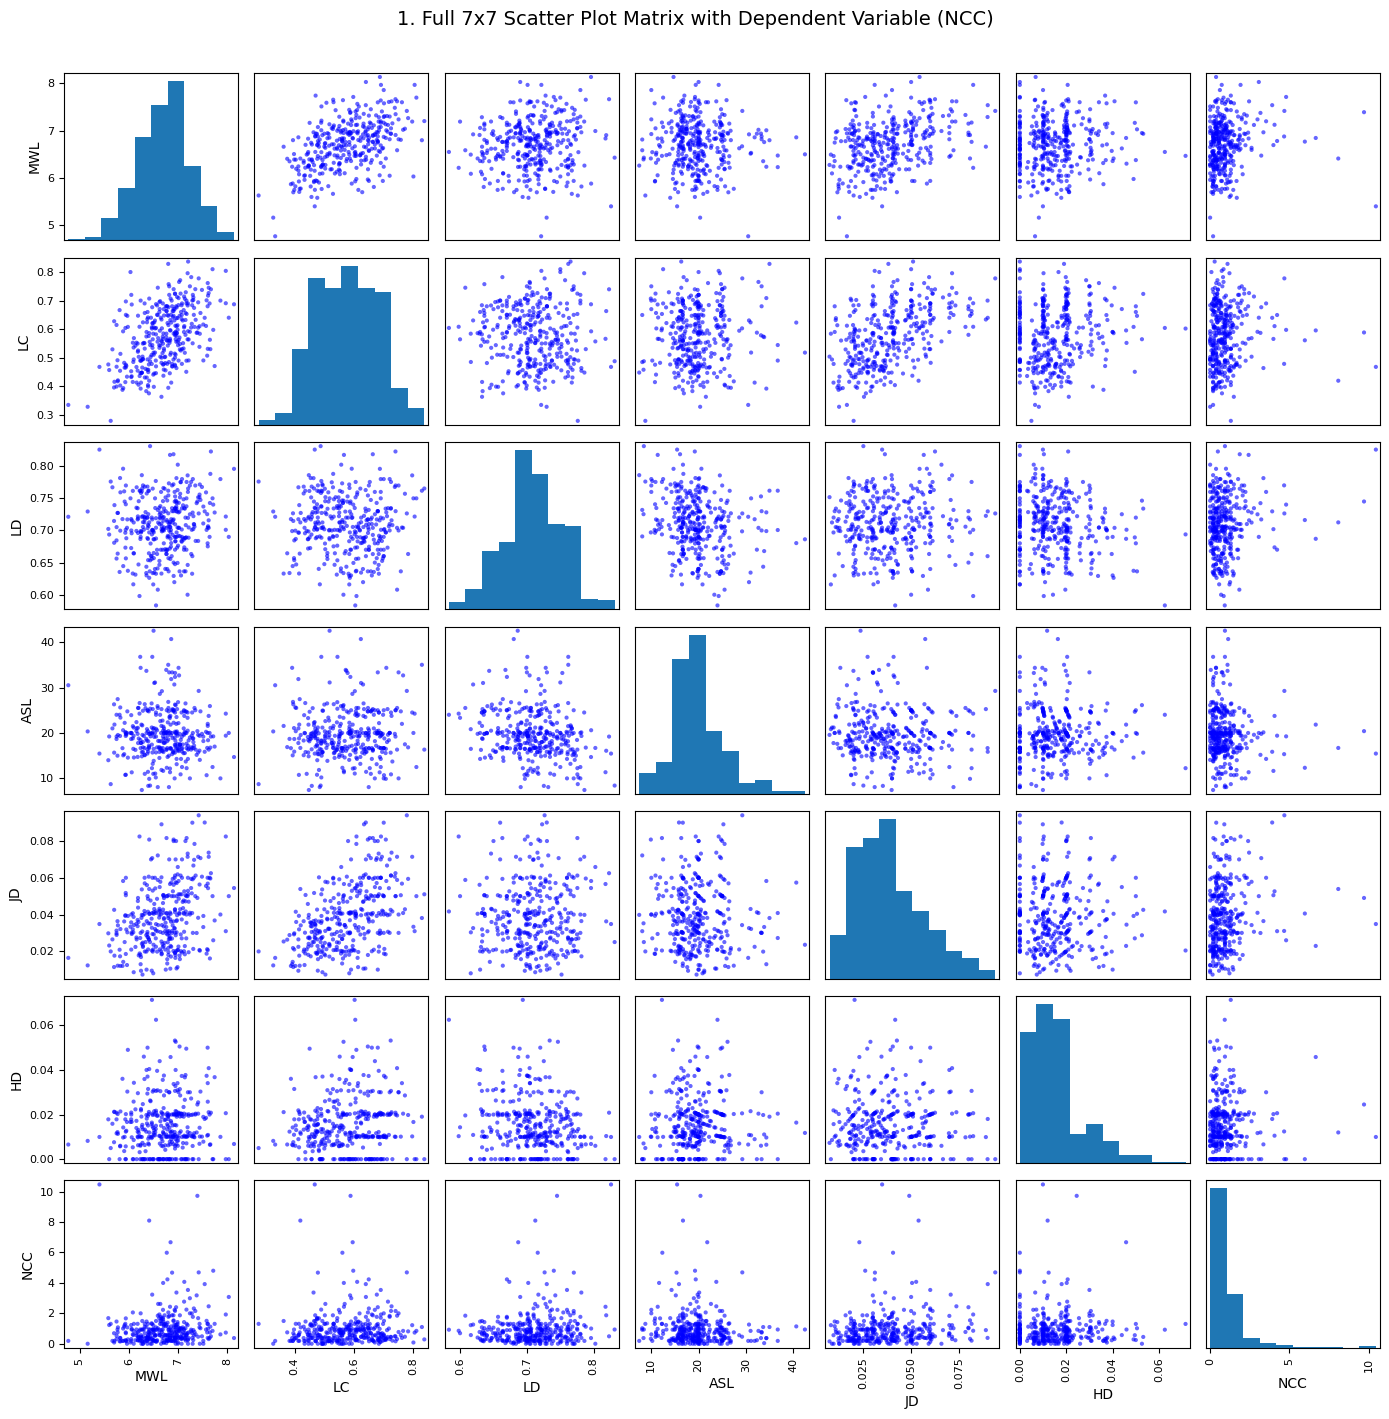 1. Full 7x7 Scatter Plot Matrix with Dependent Variable (NCC)
8
7
6
5
MWL
0.8
0.7
0.6
0.5
0.4
0.3
LC
0.80
0.75
0.70
0.65
0.60
LD
40
30
20
10
ASL
0.08
0.06
0.04
0.02
JD
0.06
0.04
0.02
0.00
HD
10
8
6
4
2
0
NCC
5 6 7 8
0.4 0.6 0.8
0.6 0.7 0.8
10 20 30 40
0.025 0.050 0.075
0.00 0.02 0.04 0.06
0 5 10
MWL LC LD ASL JD HD NCC